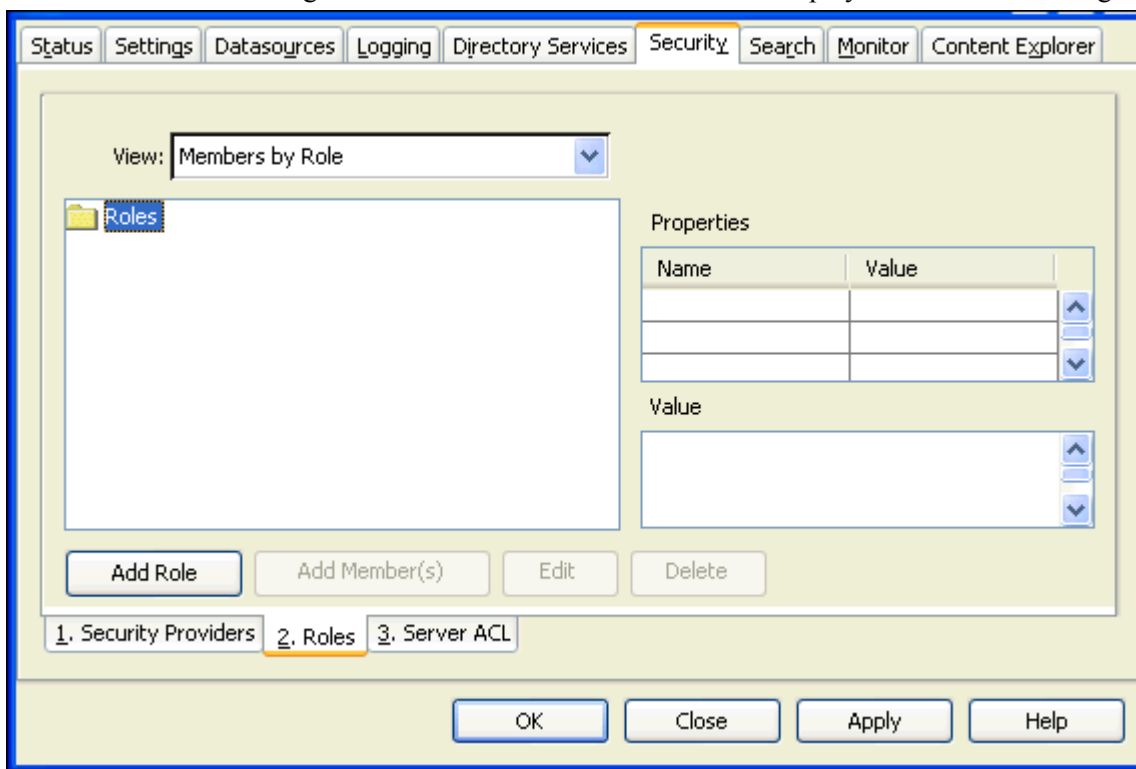 Status Settings Datasources Logging Directory Services Security Search Monitor Content Explorer
View: Members by Role
Roles
Properties
Name Value
Value
Add Role Add Member(s) Edit Delete
1. Security Providers 2. Roles 3. Server ACL
OK Close Apply Help